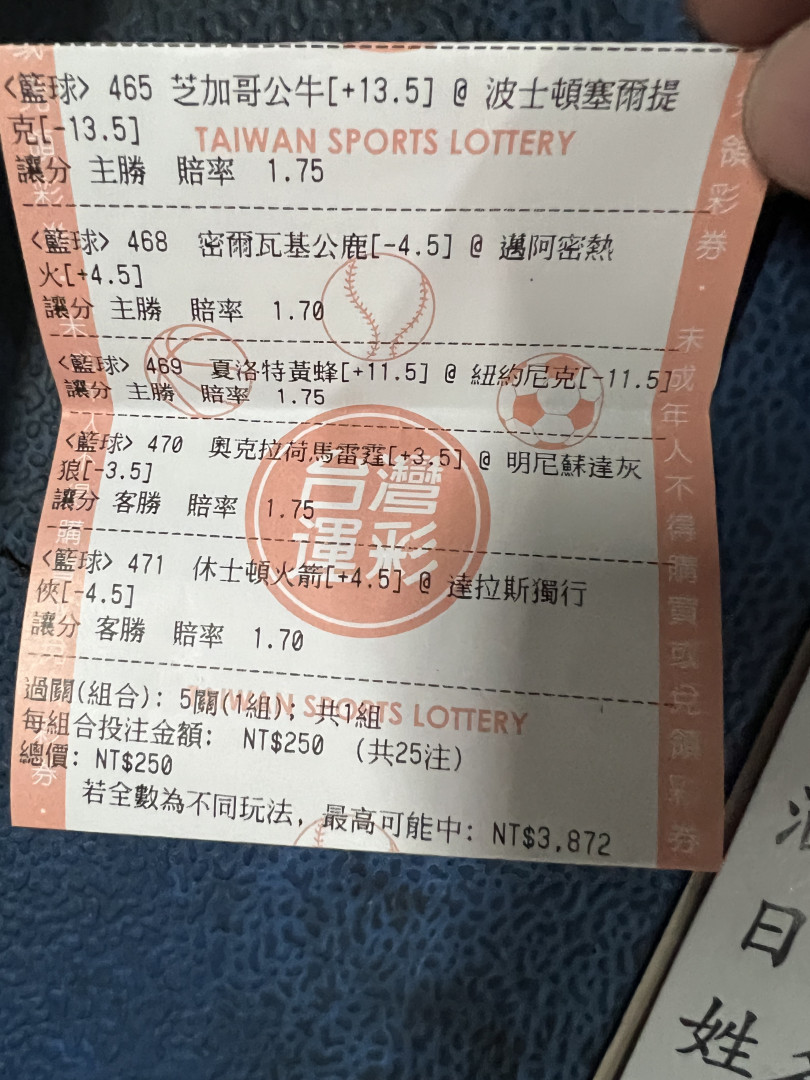 <籃球> 465 芝加哥公牛[+13.5] @ 波士頓塞爾提
克[-13.5]
TAIWAN SPORTS LOTTERY
讓分 主勝 賠率 1.75
<籃球> 468 密爾瓦基公鹿[-4.5] @ 邁阿密熱
火[+4.5]
讓分 主勝 賠率 1.70
<籃球> 469 夏洛特黃蜂[+11.5] @ 紐約尼克[-11.5]
讓分 主勝 賠率 1.75
<籃球> 470 奧克拉荷馬雷霆[+3.5] @ 明尼蘇達灰
狼[-3.5]
讓分 客勝 賠率 1.75
台灣
運彩
<籃球> 471 休士頓火箭[+4.5] @ 達拉斯獨行
俠[-4.5]
讓分 客勝 賠率 1.70
過關(組合): 5關(1組), 共1組
TAIWAN SPORTS LOTTERY
每組合投注金額: NT$250 (共25注)
總價: NT$250
若全數為不同玩法, 最高可能中: NT$3,872
領彩券.未成年人不得購買或兌領彩券
日
姓